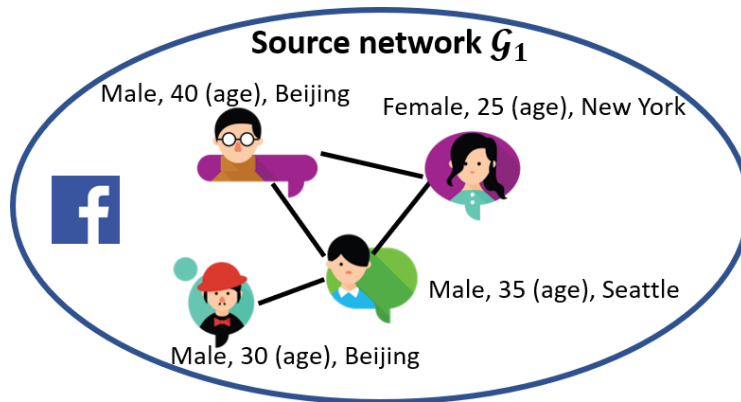 Source network 𝒢₁
Male, 40 (age), Beijing
Female, 25 (age), New York
f
Male, 35 (age), Seattle
Male, 30 (age), Beijing